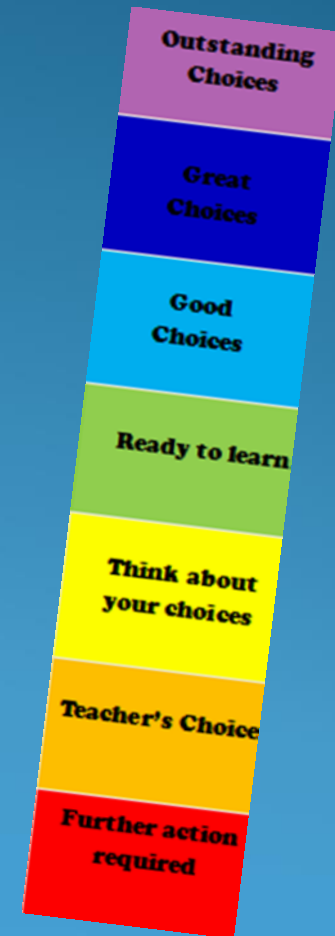 Outstanding
Choices
Great
Choices
Good
Choices
Ready to learn
Think about
your choices
Teacher's Choice
Further action
required